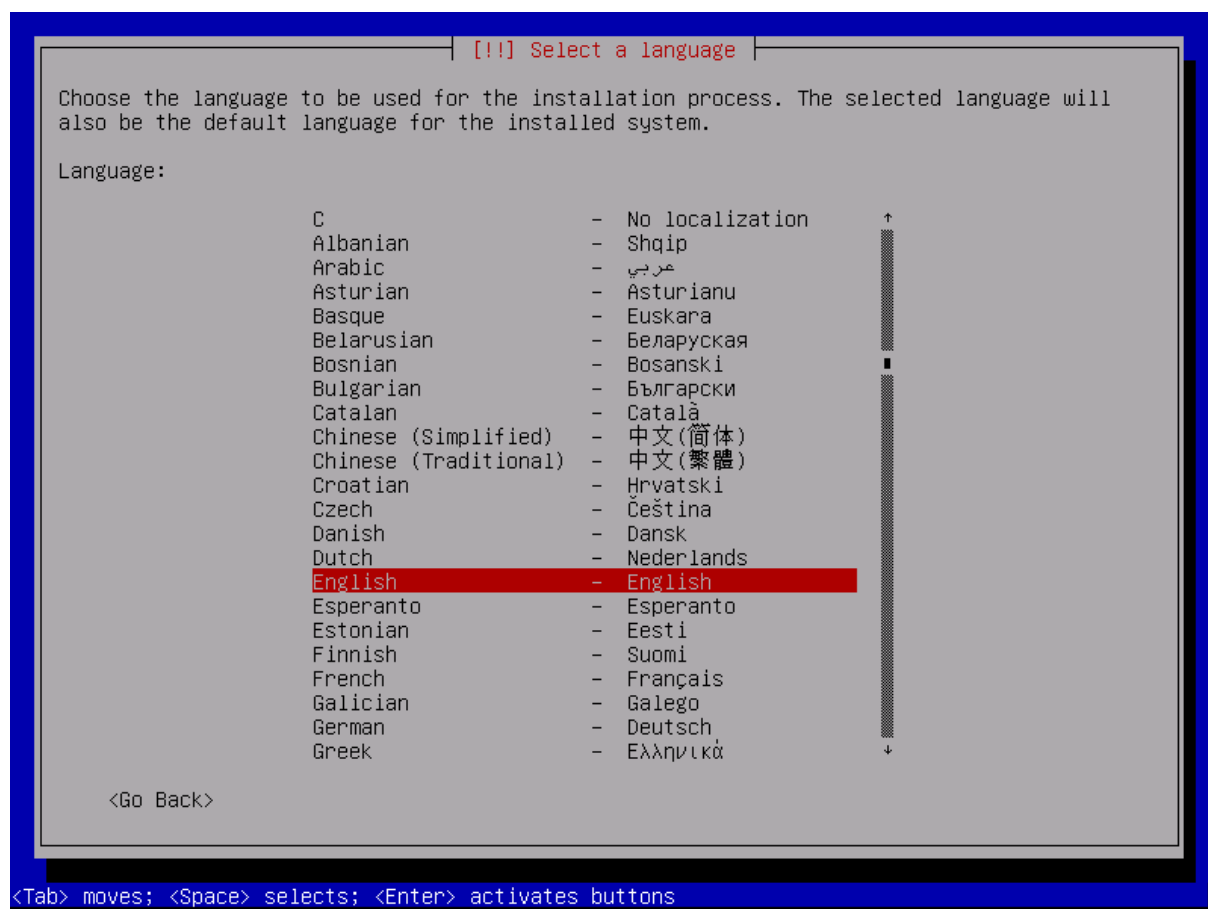 [!!] Select a language
Choose the language to be used for the installation process. The selected language will
also be the default language for the installed system.
Language:
C - No localization
Albanian - Shqip
Arabic - عربي
Asturian - Asturianu
Basque - Euskara
Belarusian - Беларуская
Bosnian - Bosanski
Bulgarian - Български
Catalan - Català
Chinese (Simplified) - 中文(简体)
Chinese (Traditional) - 中文(繁體)
Croatian - Hrvatski
Czech - Čeština
Danish - Dansk
Dutch - Nederlands
English - English
Esperanto - Esperanto
Estonian - Eesti
Finnish - Suomi
French - Français
Galician - Galego
German - Deutsch
Greek - Ελληνικά
<Go Back>
<Tab> moves; <Space> selects; <Enter> activates buttons